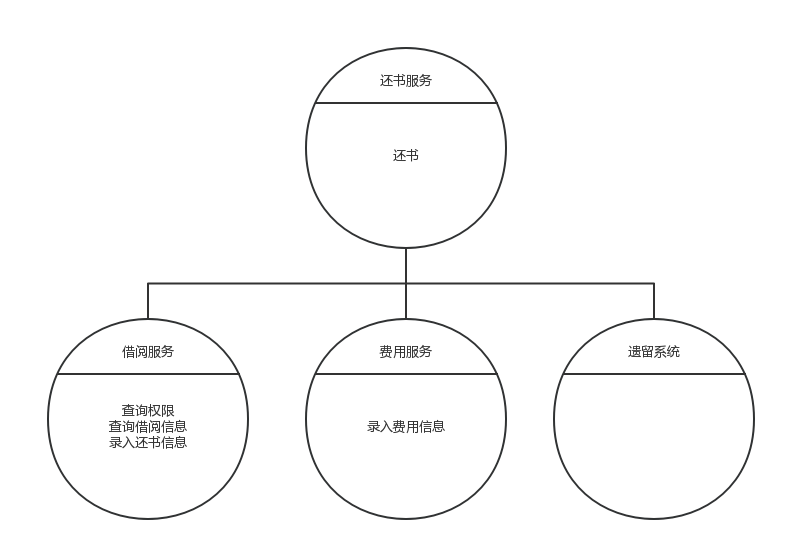 还书服务
还书
借阅服务
查询权限
查询借阅信息
录入还书信息
费用服务
录入费用信息
遗留系统